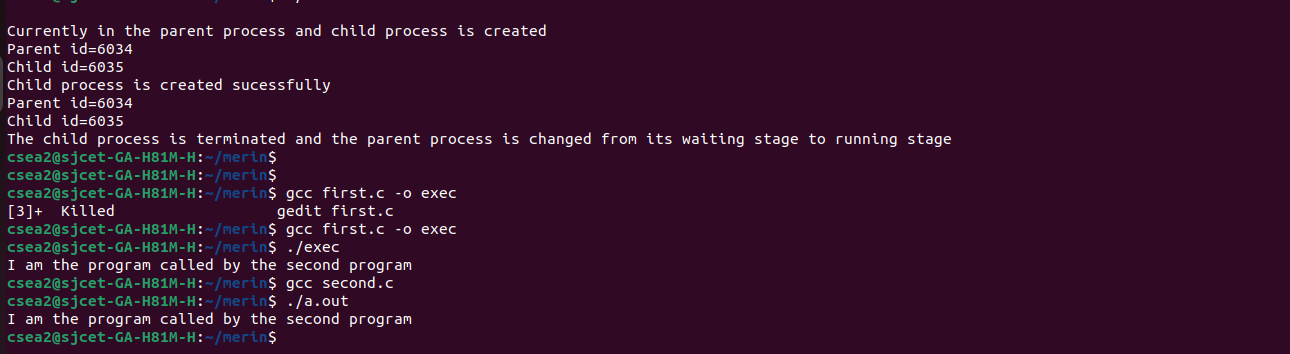 Currently in the parent process and child process is created
Parent id=6034
Child id=6035
Child process is created sucessfully
Parent id=6034
Child id=6035
The child process is terminated and the parent process is changed from its waiting stage to running stage
csea2@sjcet-GA-H81M-H:~/merin$
csea2@sjcet-GA-H81M-H:~/merin$
csea2@sjcet-GA-H81M-H:~/merin$ gcc first.c -o exec
[3]+  Killed                  gedit first.c
csea2@sjcet-GA-H81M-H:~/merin$ gcc first.c -o exec
csea2@sjcet-GA-H81M-H:~/merin$ ./exec
I am the program called by the second program
csea2@sjcet-GA-H81M-H:~/merin$ gcc second.c
csea2@sjcet-GA-H81M-H:~/merin$ ./a.out
I am the program called by the second program
csea2@sjcet-GA-H81M-H:~/merin$